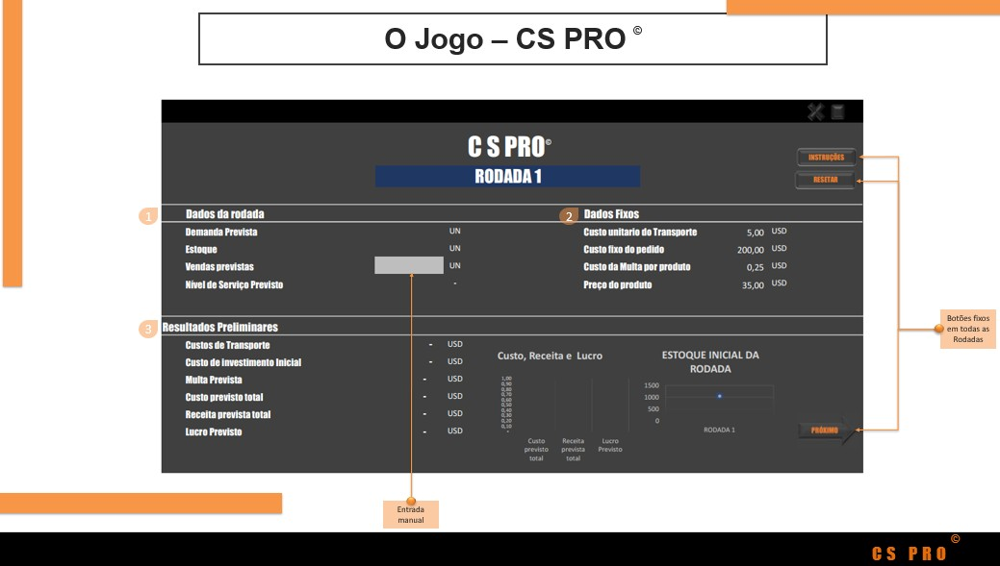 O Jogo – CS PRO ©
C S PRO©
RODADA 1
INSTRUÇÕES
RESETAR
1
Dados da rodada
Demanda Prevista UN
Estoque UN
Vendas previstas UN
Nível de Serviço Previsto -
2
Dados Fixos
Custo unitario do Transporte 5,00 USD
Custo fixo do pedido 200,00 USD
Custo da Multa por produto 0,25 USD
Preço do produto 35,00 USD
3
Resultados Preliminares
Custos de Transporte - USD
Custo de investimento Inicial - USD
Multa Prevista - USD
Custo previsto total - USD
Receita prevista total - USD
Lucro Previsto - USD
Custo, Receita e Lucro
1,00
0,90
0,80
0,70
0,60
0,50
0,40
0,30
0,20
0,10
-
Custo
previsto
total
Receita
prevista
total
Lucro
Previsto
ESTOQUE INICIAL DA
RODADA
1500
1000
500
0
RODADA 1
PRÓXIMO
Botões fixos
em todas as
Rodadas
Entrada
manual
CS PRO©